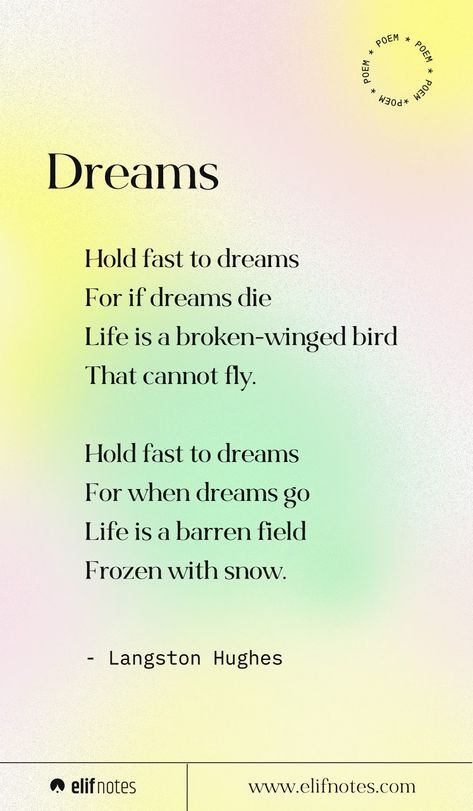 POEM * POEM * POEM * POEM * POEM *
Dreams
Hold fast to dreams
For if dreams die
Life is a broken-winged bird
That cannot fly.
Hold fast to dreams
For when dreams go
Life is a barren field
Frozen with snow.
- Langston Hughes
elifnotes
www.elifnotes.com